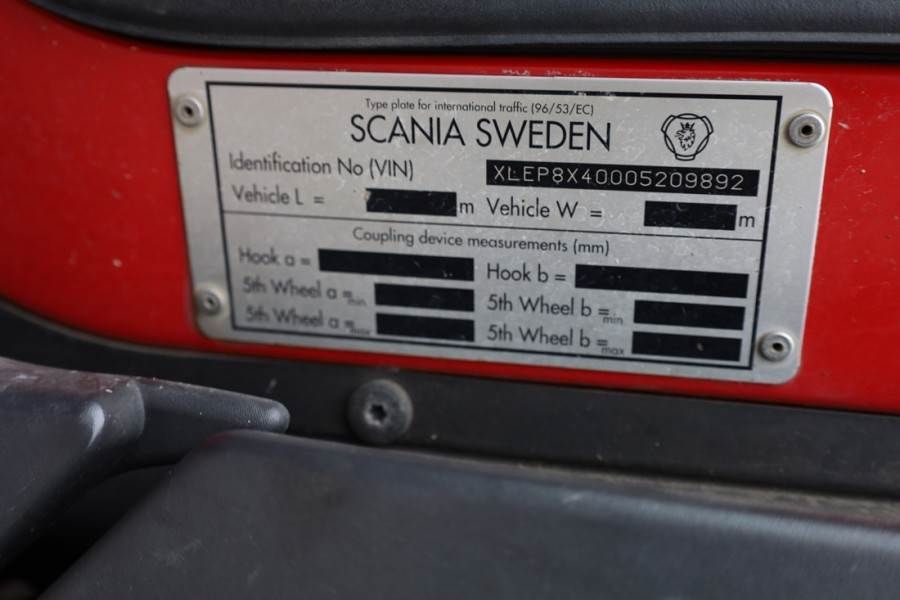 Type plate for international traffic (96/53/EC)
SCANIA SWEDEN
Identification No (VIN) XLEP8X40005209892
Vehicle L = m Vehicle W = m
Coupling device measurements (mm)
Hook a = Hook b =
5th Wheel a =min 5th Wheel b =min
5th Wheel a =max 5th Wheel b =max